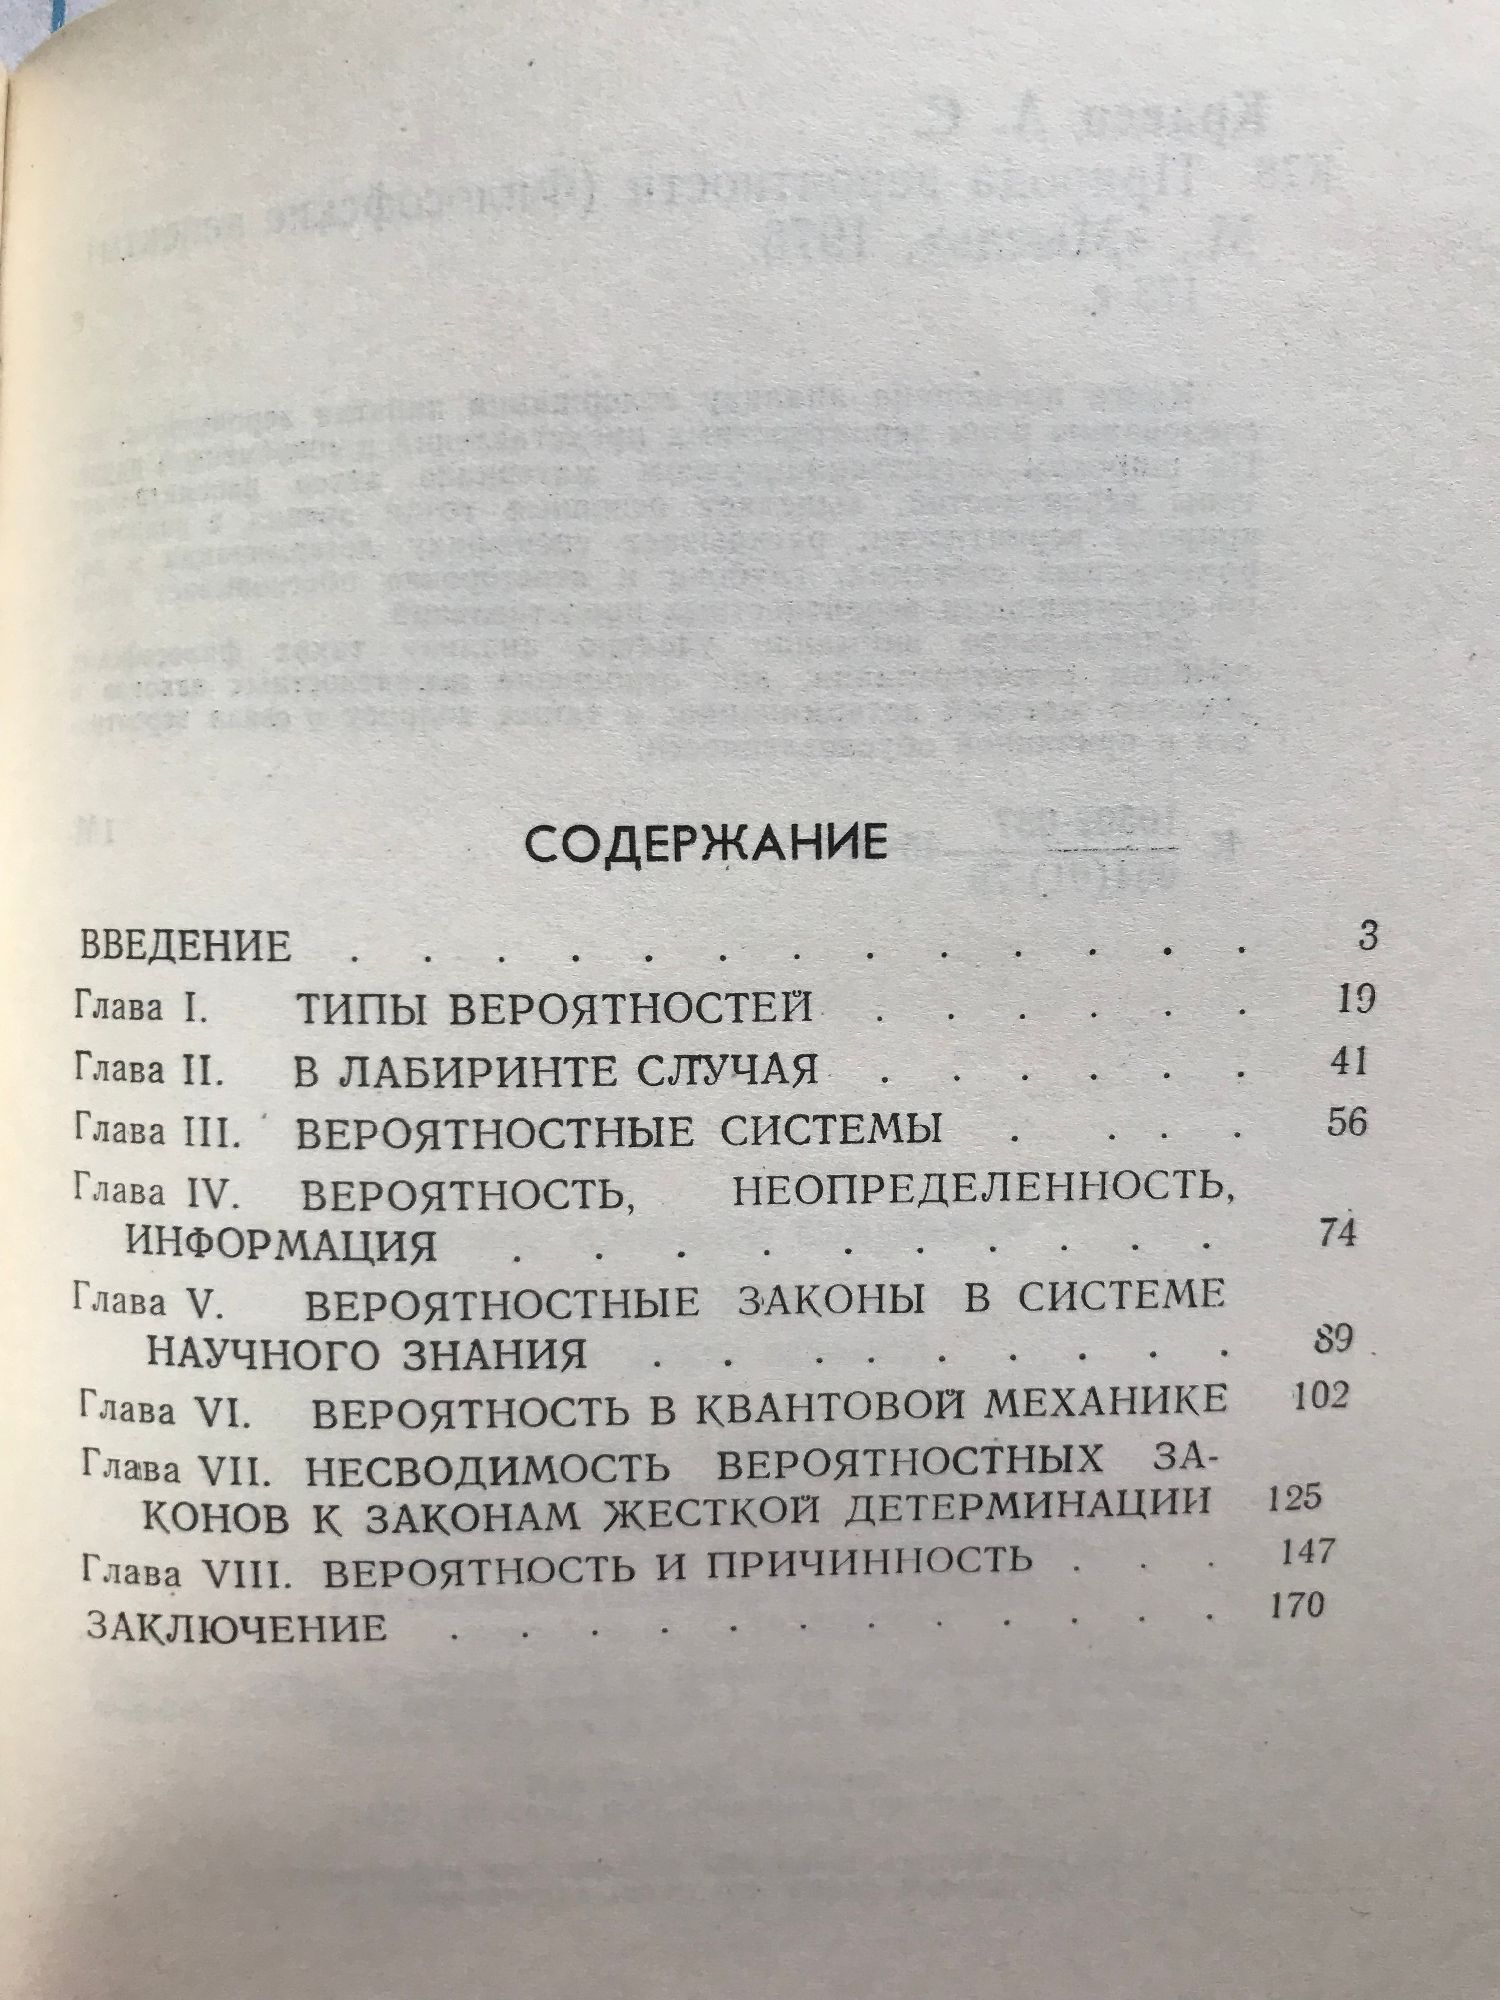 СОДЕРЖАНИЕ
ВВЕДЕНИЕ . . . . . . . . . . . . . 3
Глава I. ТИПЫ ВЕРОЯТНОСТЕЙ . . . . . . 19
Глава II. В ЛАБИРИНТЕ СЛУЧАЯ . . . . . . 41
Глава III. ВЕРОЯТНОСТНЫЕ СИСТЕМЫ . . . . 56
Глава IV. ВЕРОЯТНОСТЬ, НЕОПРЕДЕЛЕННОСТЬ,
ИНФОРМАЦИЯ . . . . . . . . . . 74
Глава V. ВЕРОЯТНОСТНЫЕ ЗАКОНЫ В СИСТЕМЕ
НАУЧНОГО ЗНАНИЯ . . . . . . . . . 89
Глава VI. ВЕРОЯТНОСТЬ В КВАНТОВОЙ МЕХАНИКЕ 102
Глава VII. НЕСВОДИМОСТЬ ВЕРОЯТНОСТНЫХ ЗА-
КОНОВ К ЗАКОНАМ ЖЕСТКОЙ ДЕТЕРМИНАЦИИ 125
Глава VIII. ВЕРОЯТНОСТЬ И ПРИЧИННОСТЬ . . . 147
ЗАКЛЮЧЕНИЕ . . . . . . . . . . . . 170